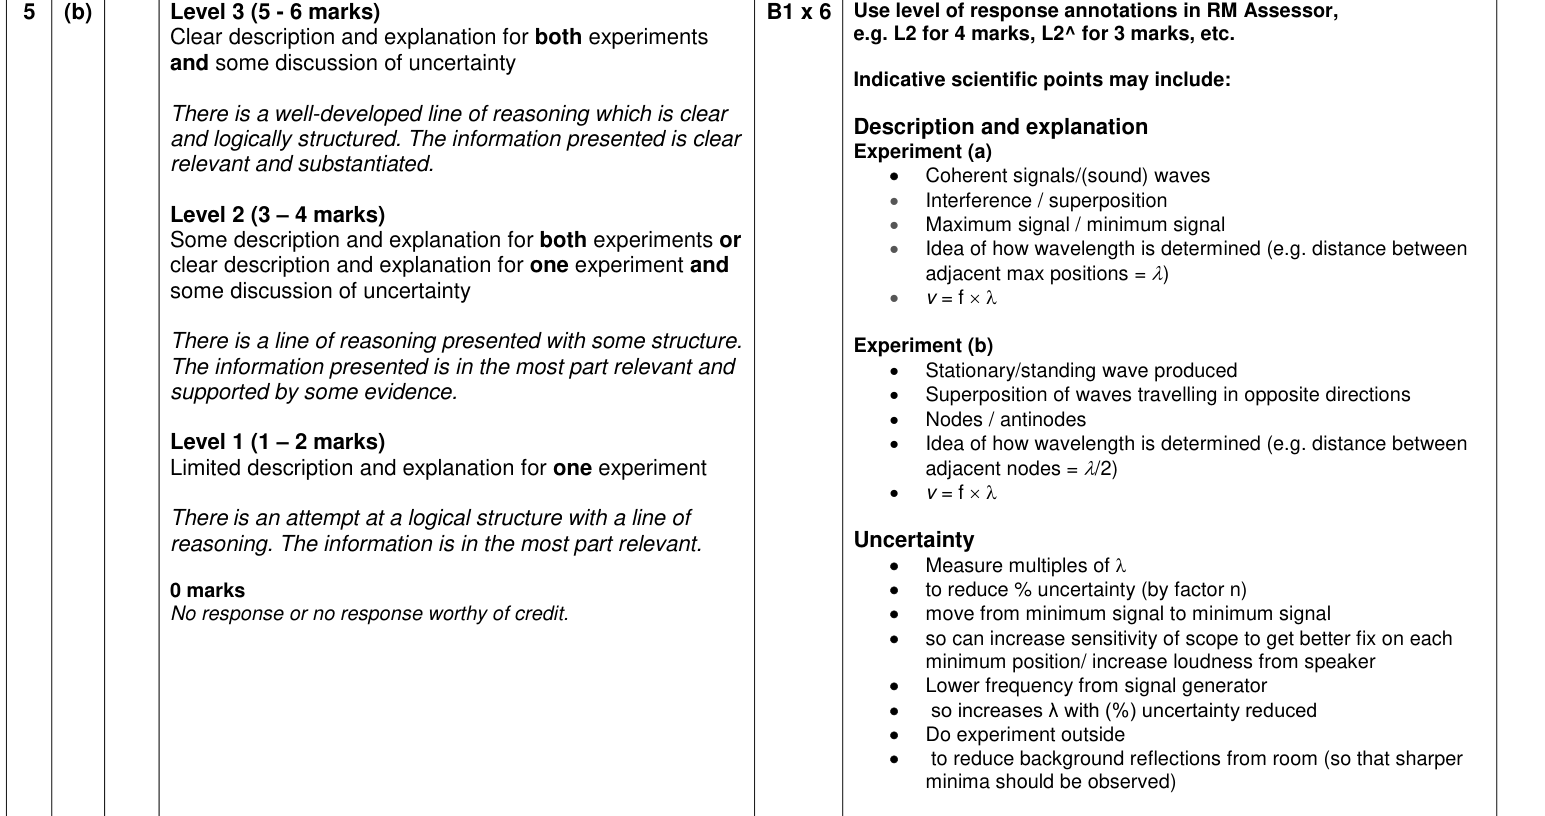 5
(b)
Level 3 (5 - 6 marks)
Clear description and explanation for both experiments
and some discussion of uncertainty
There is a well-developed line of reasoning which is clear
and logically structured. The information presented is clear
relevant and substantiated.
Level 2 (3 – 4 marks)
Some description and explanation for both experiments or
clear description and explanation for one experiment and
some discussion of uncertainty
There is a line of reasoning presented with some structure.
The information presented is in the most part relevant and
supported by some evidence.
Level 1 (1 – 2 marks)
Limited description and explanation for one experiment
There is an attempt at a logical structure with a line of
reasoning. The information is in the most part relevant.
0 marks
No response or no response worthy of credit.
B1 x 6
Use level of response annotations in RM Assessor,
e.g. L2 for 4 marks, L2^ for 3 marks, etc.
Indicative scientific points may include:
Description and explanation
Experiment (a)
• Coherent signals/(sound) waves
• Interference / superposition
• Maximum signal / minimum signal
• Idea of how wavelength is determined (e.g. distance between
adjacent max positions = λ)
• v = f × λ
Experiment (b)
• Stationary/standing wave produced
• Superposition of waves travelling in opposite directions
• Nodes / antinodes
• Idea of how wavelength is determined (e.g. distance between
adjacent nodes = λ/2)
• v = f × λ
Uncertainty
• Measure multiples of λ
• to reduce % uncertainty (by factor n)
• move from minimum signal to minimum signal
• so can increase sensitivity of scope to get better fix on each
minimum position/ increase loudness from speaker
• Lower frequency from signal generator
• so increases λ with (%) uncertainty reduced
• Do experiment outside
• to reduce background reflections from room (so that sharper
minima should be observed)